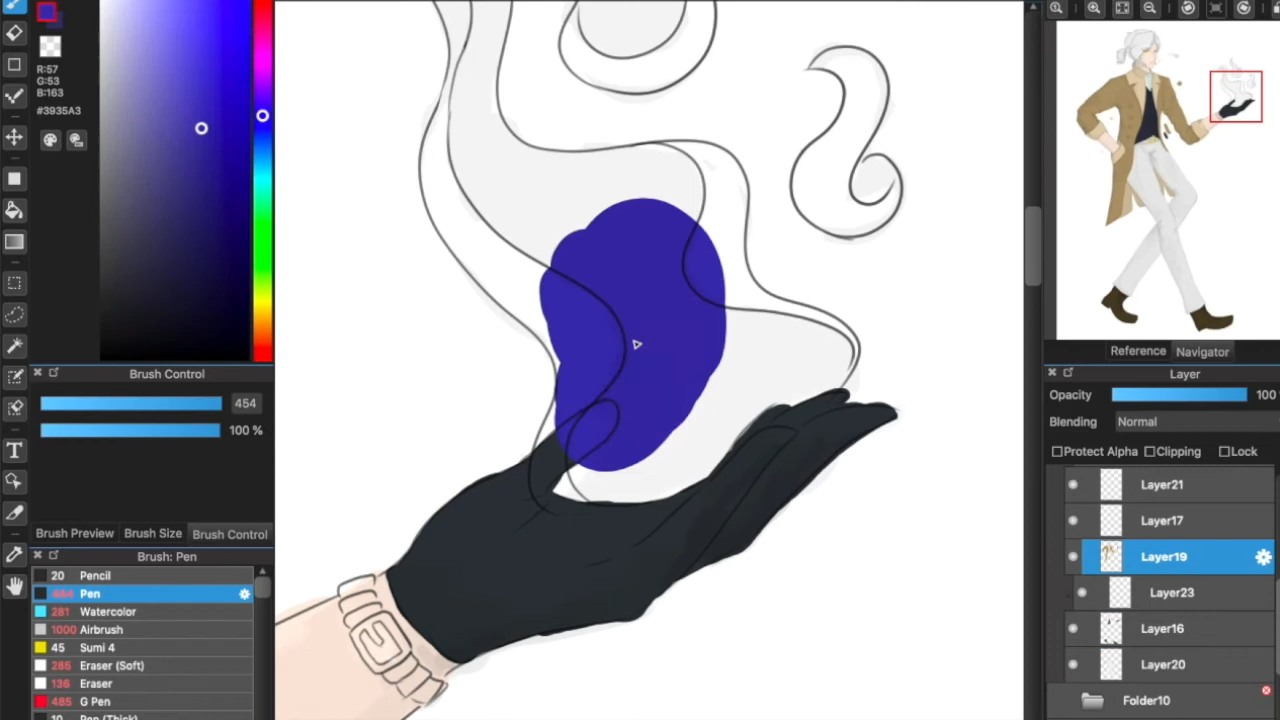 R:57
G:53
B:163
#3935A3
Brush Control
454
100 %
Brush Preview
Brush Size
Brush Control
Brush: Pen
20 Pencil
Pen
281 Watercolor
1000 Airbrush
45 Sumi 4
285 Eraser (Soft)
136 Eraser
485 G Pen
10 Pen (Thick)
T
Reference
Navigator
Layer
Opacity
100
Blending
Normal
Protect Alpha
Clipping
Lock
Layer21
Layer17
Layer19
Layer23
Layer16
Layer20
Folder10